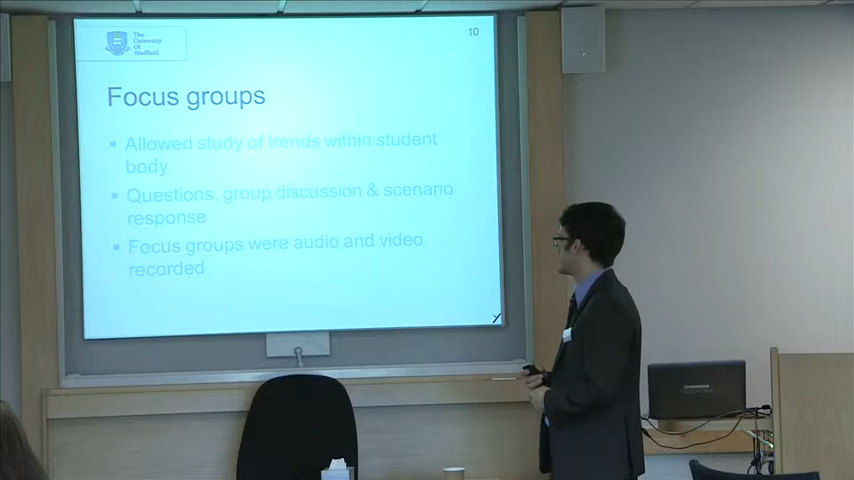 The
University
Of
Sheffield.
10
Focus groups
▪ Allowed study of trends within student
body
▪ Questions, group discussion & scenario
response
▪ Focus groups were audio and video
recorded